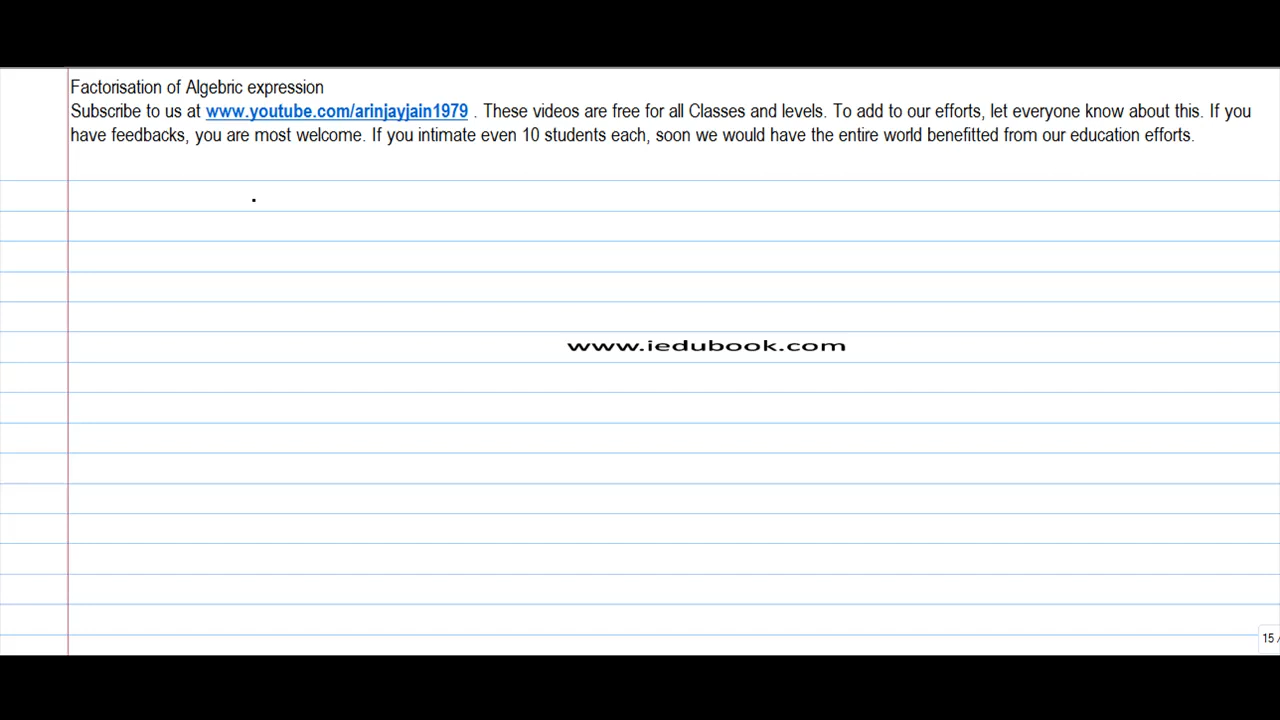 Factorisation of Algebric expression
Subscribe to us at www.youtube.com/arinjayjain1979 . These videos are free for all Classes and levels. To add to our efforts, let everyone know about this. If you
have feedbacks, you are most welcome. If you intimate even 10 students each, soon we would have the entire world benefitted from our education efforts.
www.iedubook.com
15 /